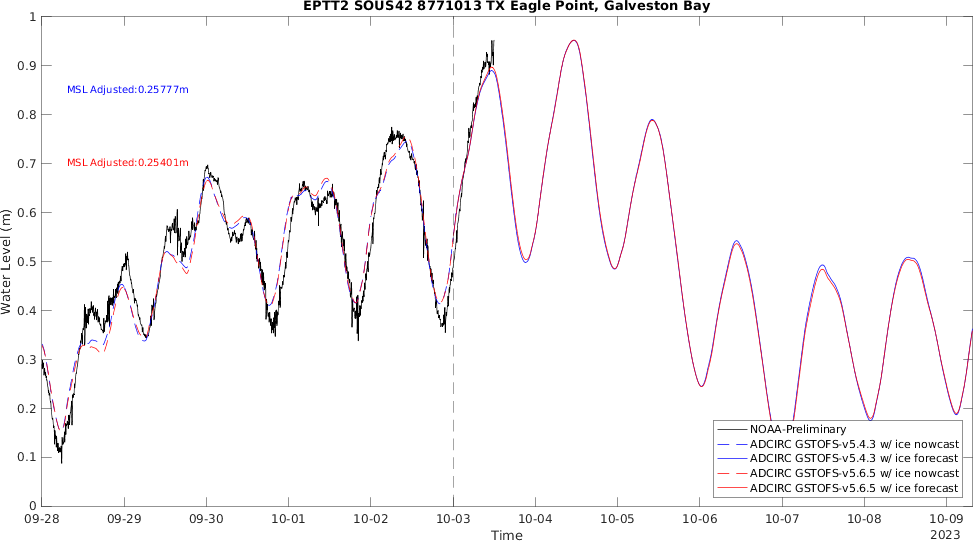 EPTT2 SOUS42 8771013 TX Eagle Point, Galveston Bay
1
0.9
0.8
0.7
0.6
0.5
0.4
0.3
0.2
0.1
0
Water Level (m)
MSL Adjusted:0.25777m
MSL Adjusted:0.25401m
NOAA-Preliminary
ADCIRC GSTOFS-v5.4.3 w/ ice nowcast
ADCIRC GSTOFS-v5.4.3 w/ ice forecast
ADCIRC GSTOFS-v5.6.5 w/ ice nowcast
ADCIRC GSTOFS-v5.6.5 w/ ice forecast
09-28 09-29 09-30 10-01 10-02 10-03 10-04 10-05 10-06 10-07 10-08 10-09
2023
Time